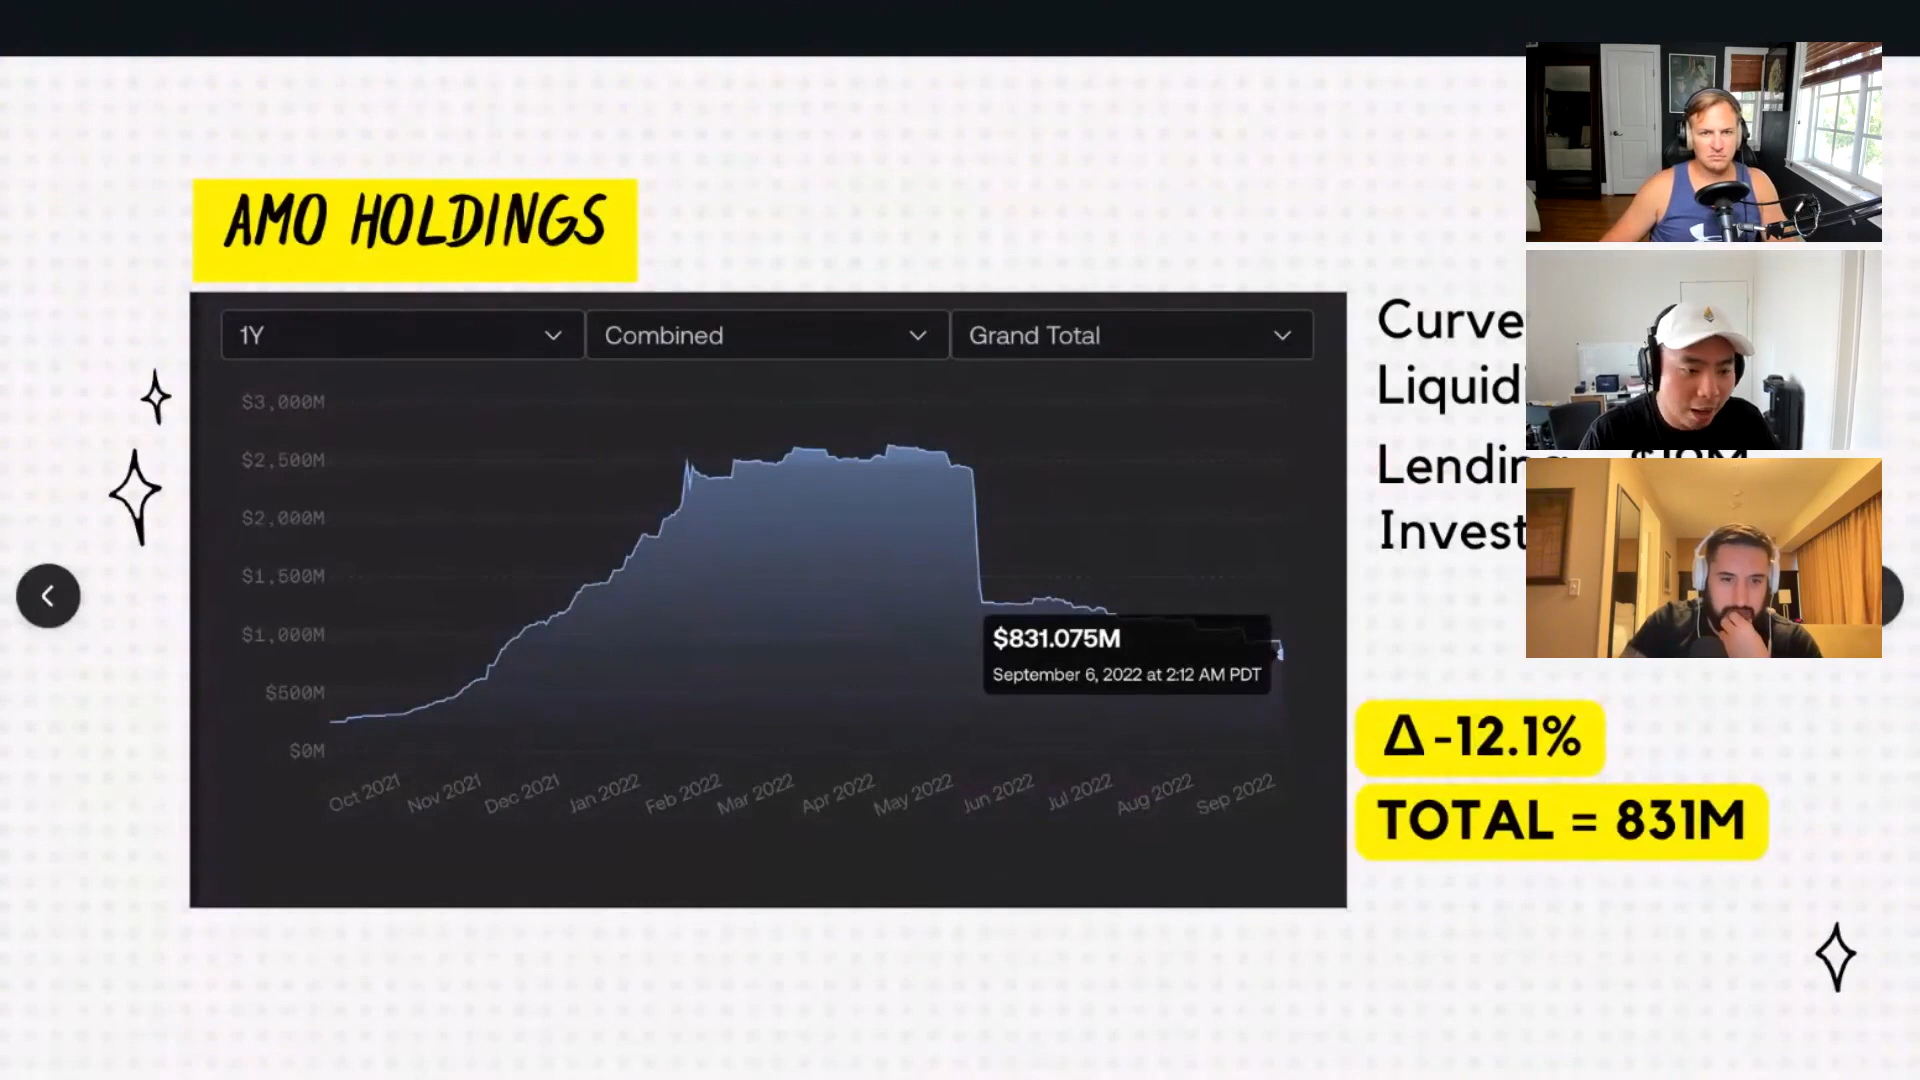 AMO HOLDINGS
1Y
Combined
Grand Total
$3,000M
$2,500M
$2,000M
$1,500M
$1,000M
$500M
$0M
$831.075M
September 6, 2022 at 2:12 AM PDT
Oct 2021
Nov 2021
Dec 2021
Jan 2022
Feb 2022
Mar 2022
Apr 2022
May 2022
Jun 2022
Jul 2022
Aug 2022
Sep 2022
Curve
Δ -12.1%
TOTAL = 831M